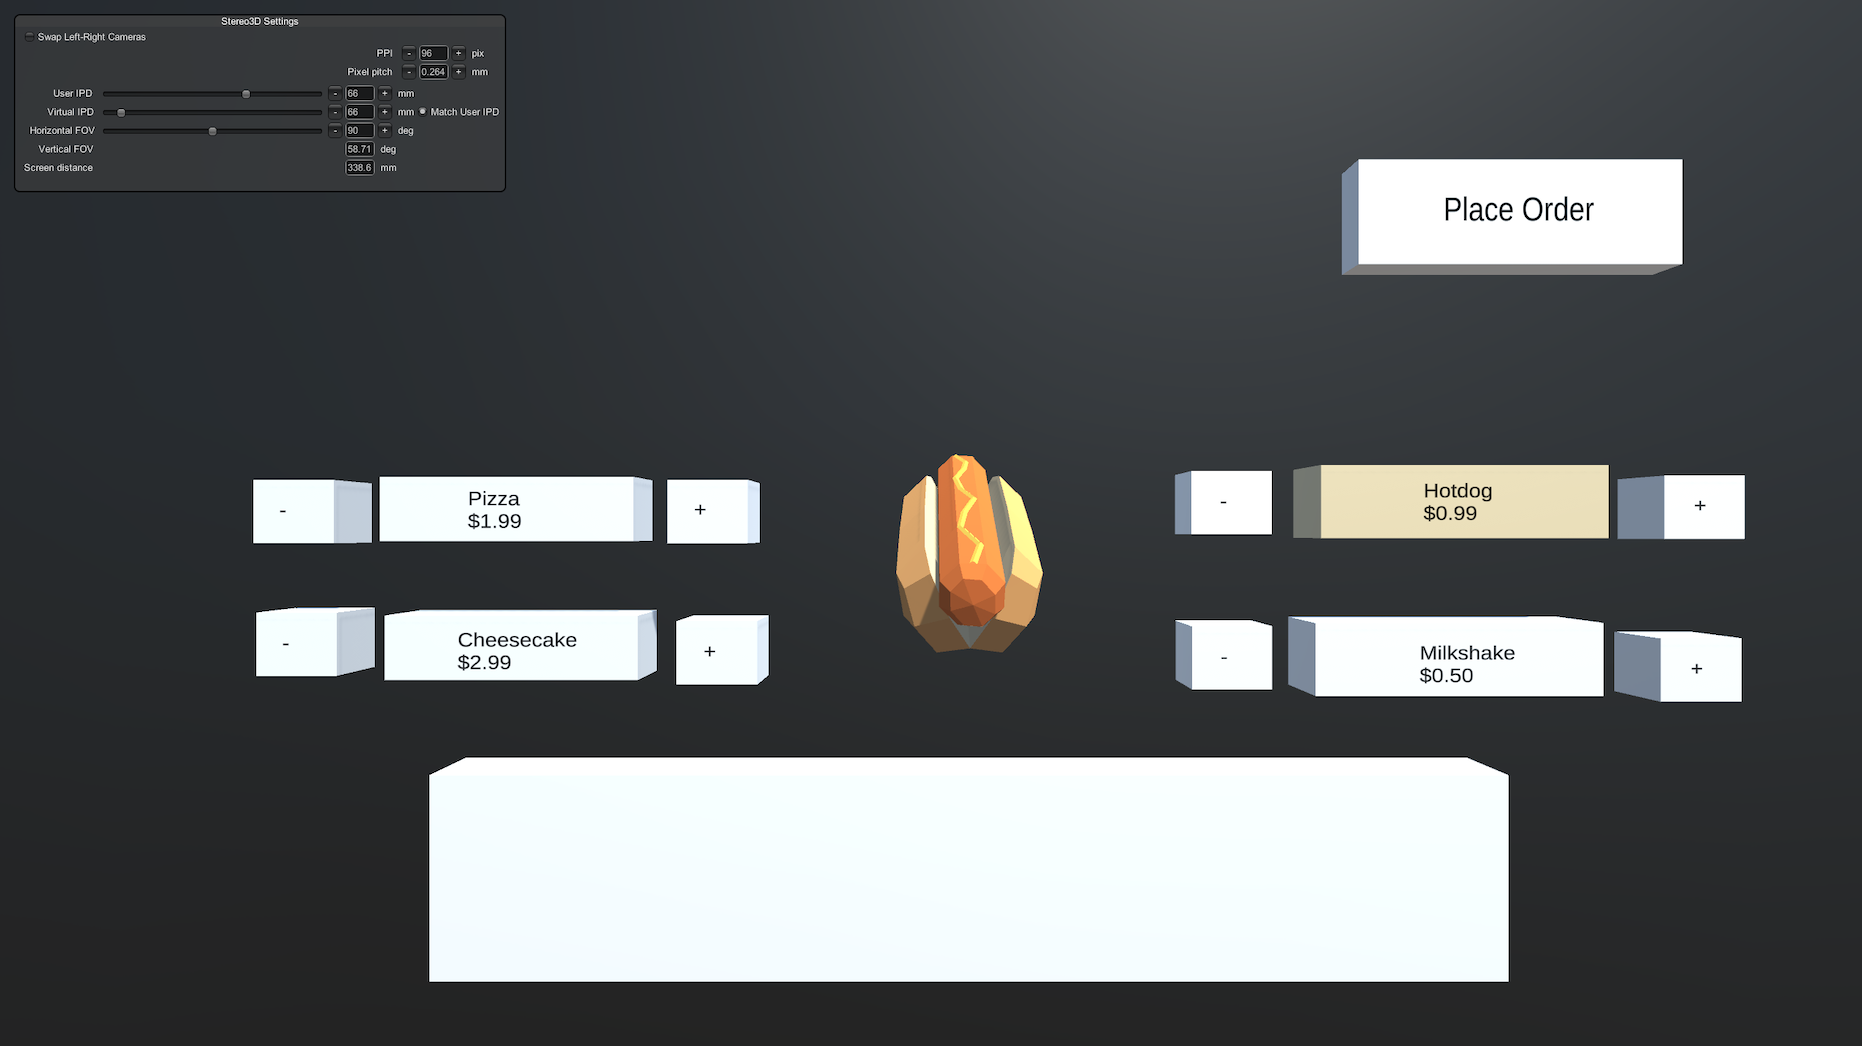 Stereo3D Settings
Swap Left-Right Cameras
PPI - 96 + pix
Pixel pitch - 0.264 + mm
User IPD - 66 + mm
Virtual IPD - 66 + mm Match User IPD
Horizontal FOV - 90 + deg
Vertical FOV 58.71 deg
Screen distance 338.6 mm
Place Order
- Pizza +
$1.99
- Hotdog +
$0.99
- Cheesecake +
$2.99
- Milkshake +
$0.50